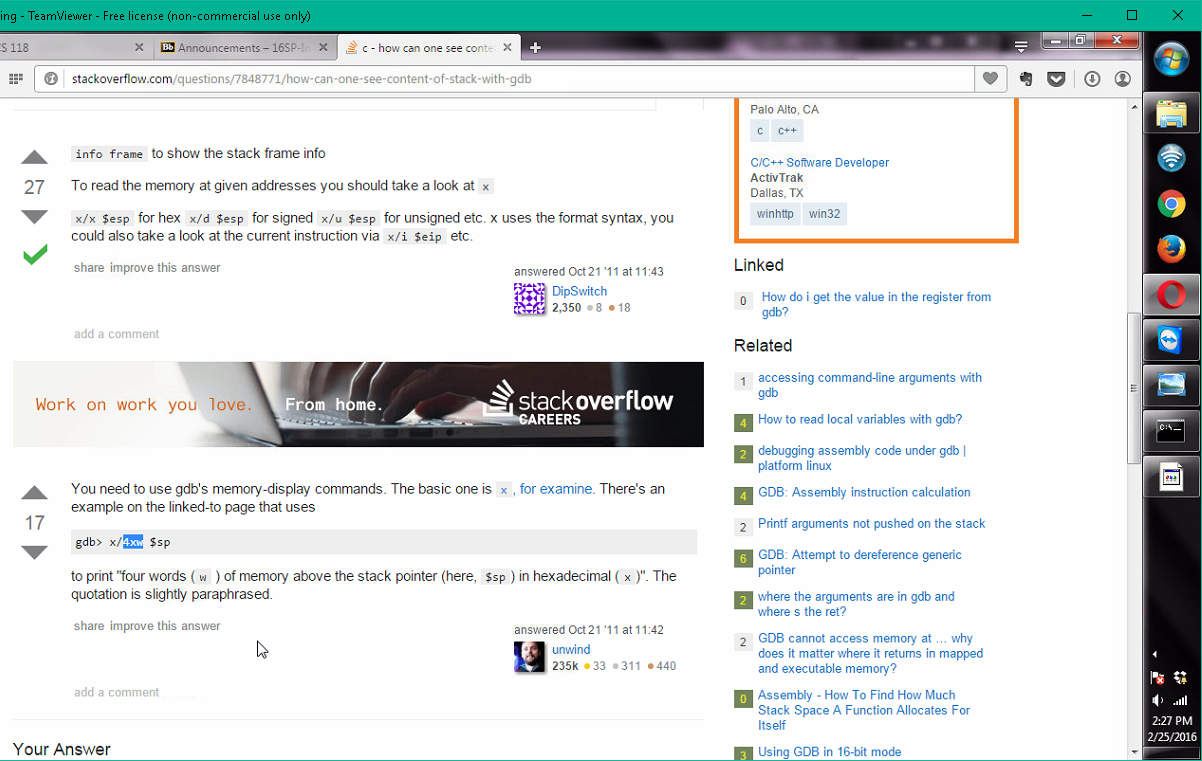 ing - TeamViewer - Free license (non-commercial use only)
CS 118
Bb Announcements – 16SP-In
c - how can one see conte
stackoverflow.com/questions/7848771/how-can-one-see-content-of-stack-with-gdb
27
info frame to show the stack frame info
To read the memory at given addresses you should take a look at x
x/x $esp for hex x/d $esp for signed x/u $esp for unsigned etc. x uses the format syntax, you
could also take a look at the current instruction via x/i $eip etc.
share improve this answer
answered Oct 21 '11 at 11:43
DipSwitch
2,350 8 18
add a comment
Work on work you love. From home.
stackoverflow
CAREERS
17
You need to use gdb's memory-display commands. The basic one is x , for examine. There's an
example on the linked-to page that uses
gdb> x/4xw $sp
to print "four words ( w ) of memory above the stack pointer (here, $sp ) in hexadecimal ( x )". The
quotation is slightly paraphrased.
share improve this answer
answered Oct 21 '11 at 11:42
unwind
235k 33 311 440
add a comment
Your Answer
Palo Alto, CA
c c++
C/C++ Software Developer
ActivTrak
Dallas, TX
winhttp win32
Linked
0 How do i get the value in the register from
gdb?
Related
1 accessing command-line arguments with
gdb
4 How to read local variables with gdb?
2 debugging assembly code under gdb |
platform linux
4 GDB: Assembly instruction calculation
2 Printf arguments not pushed on the stack
6 GDB: Attempt to dereference generic
pointer
2 where the arguments are in gdb and
where s the ret?
2 GDB cannot access memory at ... why
does it matter where it returns in mapped
and executable memory?
0 Assembly - How To Find How Much
Stack Space A Function Allocates For
Itself
3 Using GDB in 16-bit mode
C:\_
2:27 PM
2/25/2016